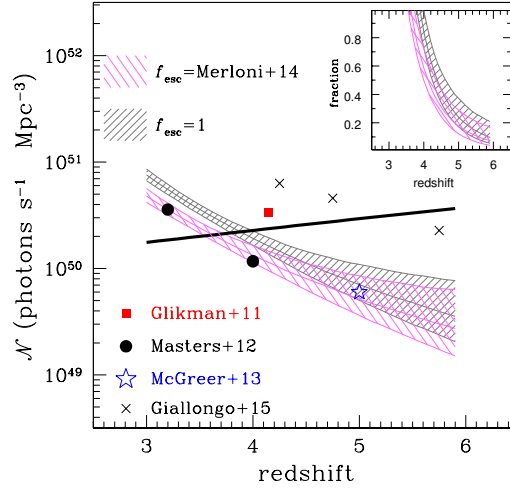 10^52
10^51
10^50
10^49
𝒩 (photons s^-1 Mpc^-3)
f_esc=Merloni+14
f_esc=1
0.8
0.6
0.4
0.2
fraction
3 4 5 6
redshift
Glikman+11
Masters+12
McGreer+13
Giallongo+15
3 4 5 6
redshift